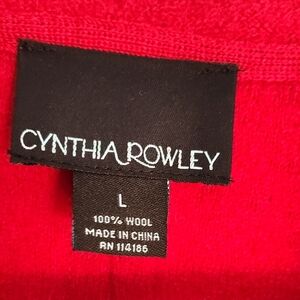 CYNTHIA ROWLEY
L
100% WOOL
MADE IN CHINA
RN 114186